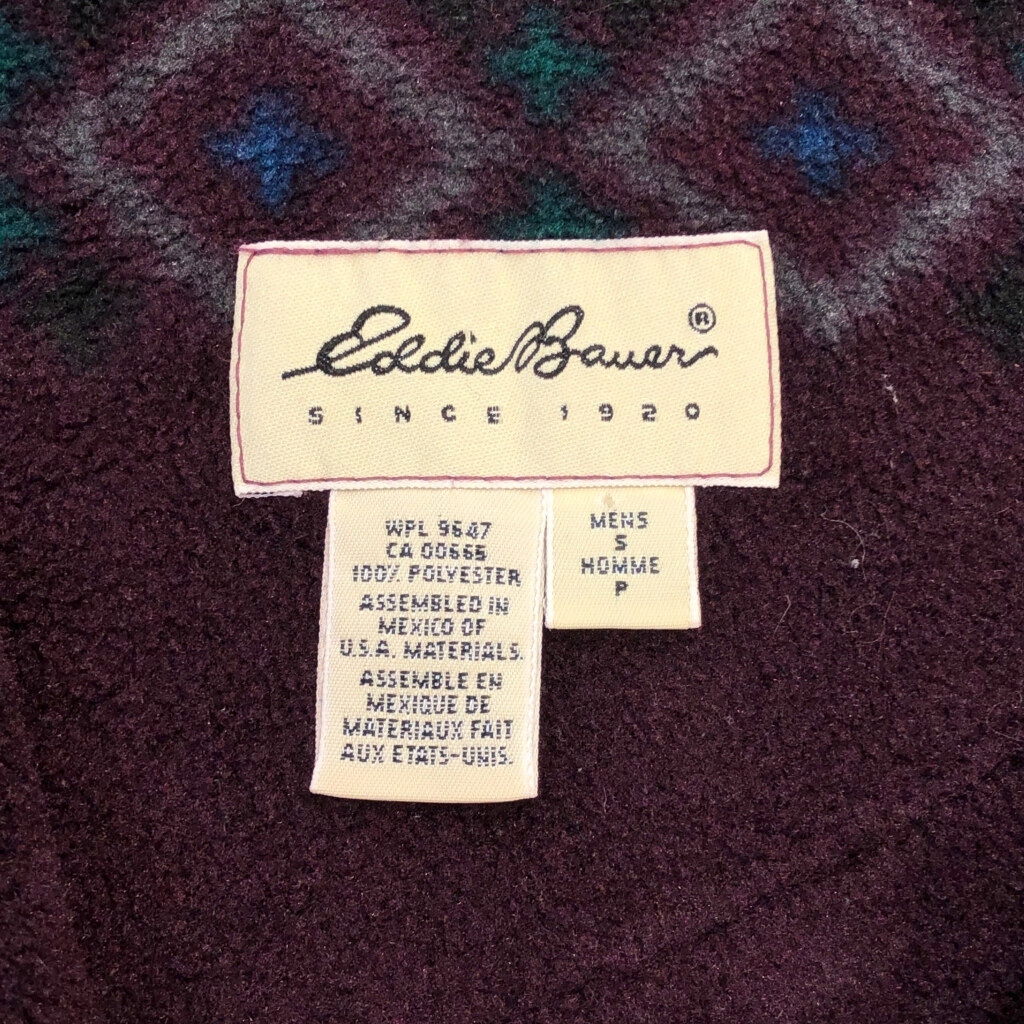 Eddie Bauer®
SINCE 1920
WPL 9647
CA 00665
100% POLYESTER
ASSEMBLED IN
MEXICO OF
U.S.A. MATERIALS.
ASSEMBLE EN
MEXIQUE DE
MATERIAUX FAIT
AUX ETATS-UNIS.
MENS
S
HOMME
P